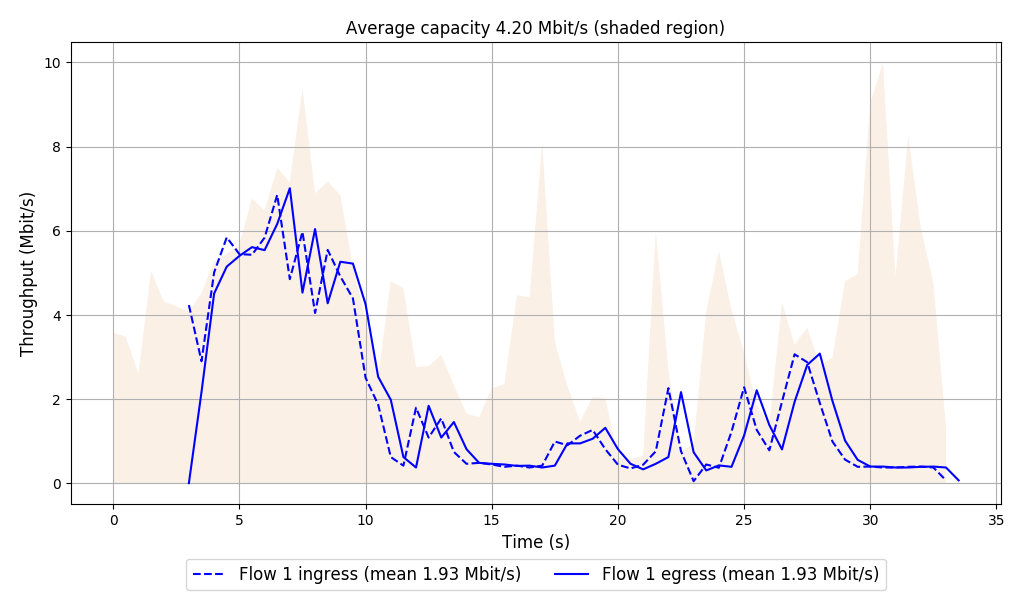 Average capacity 4.20 Mbit/s (shaded region)
Throughput (Mbit/s)
10
8
6
4
2
0
0 5 10 15 20 25 30 35
Time (s)
Flow 1 ingress (mean 1.93 Mbit/s) Flow 1 egress (mean 1.93 Mbit/s)